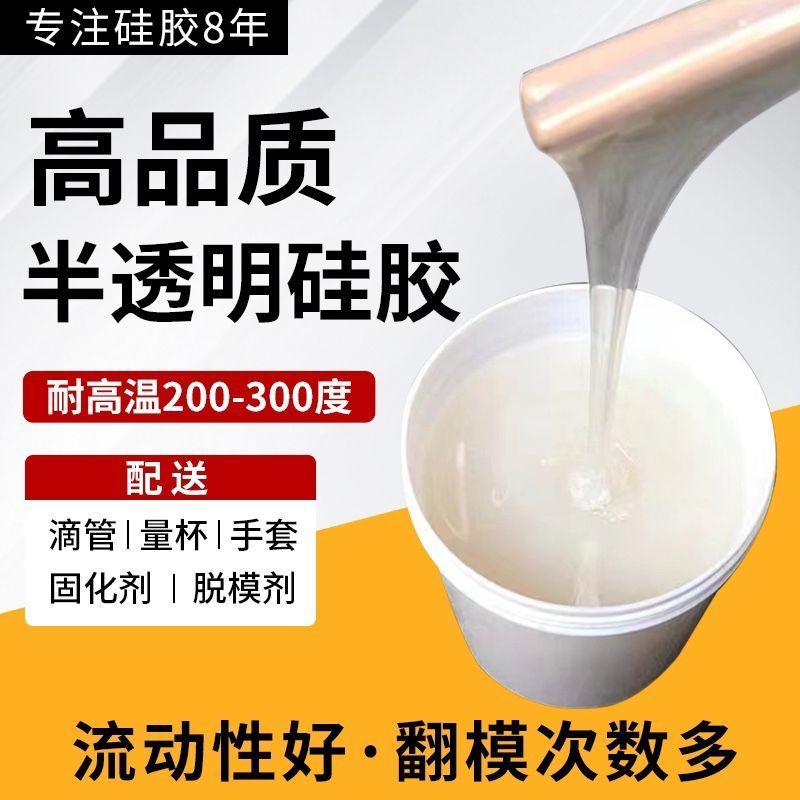 专注硅胶8年
高品质
半透明硅胶
耐高温200-300度
配送
滴管|量杯|手套
固化剂 | 脱模剂
流动性好·翻模次数多